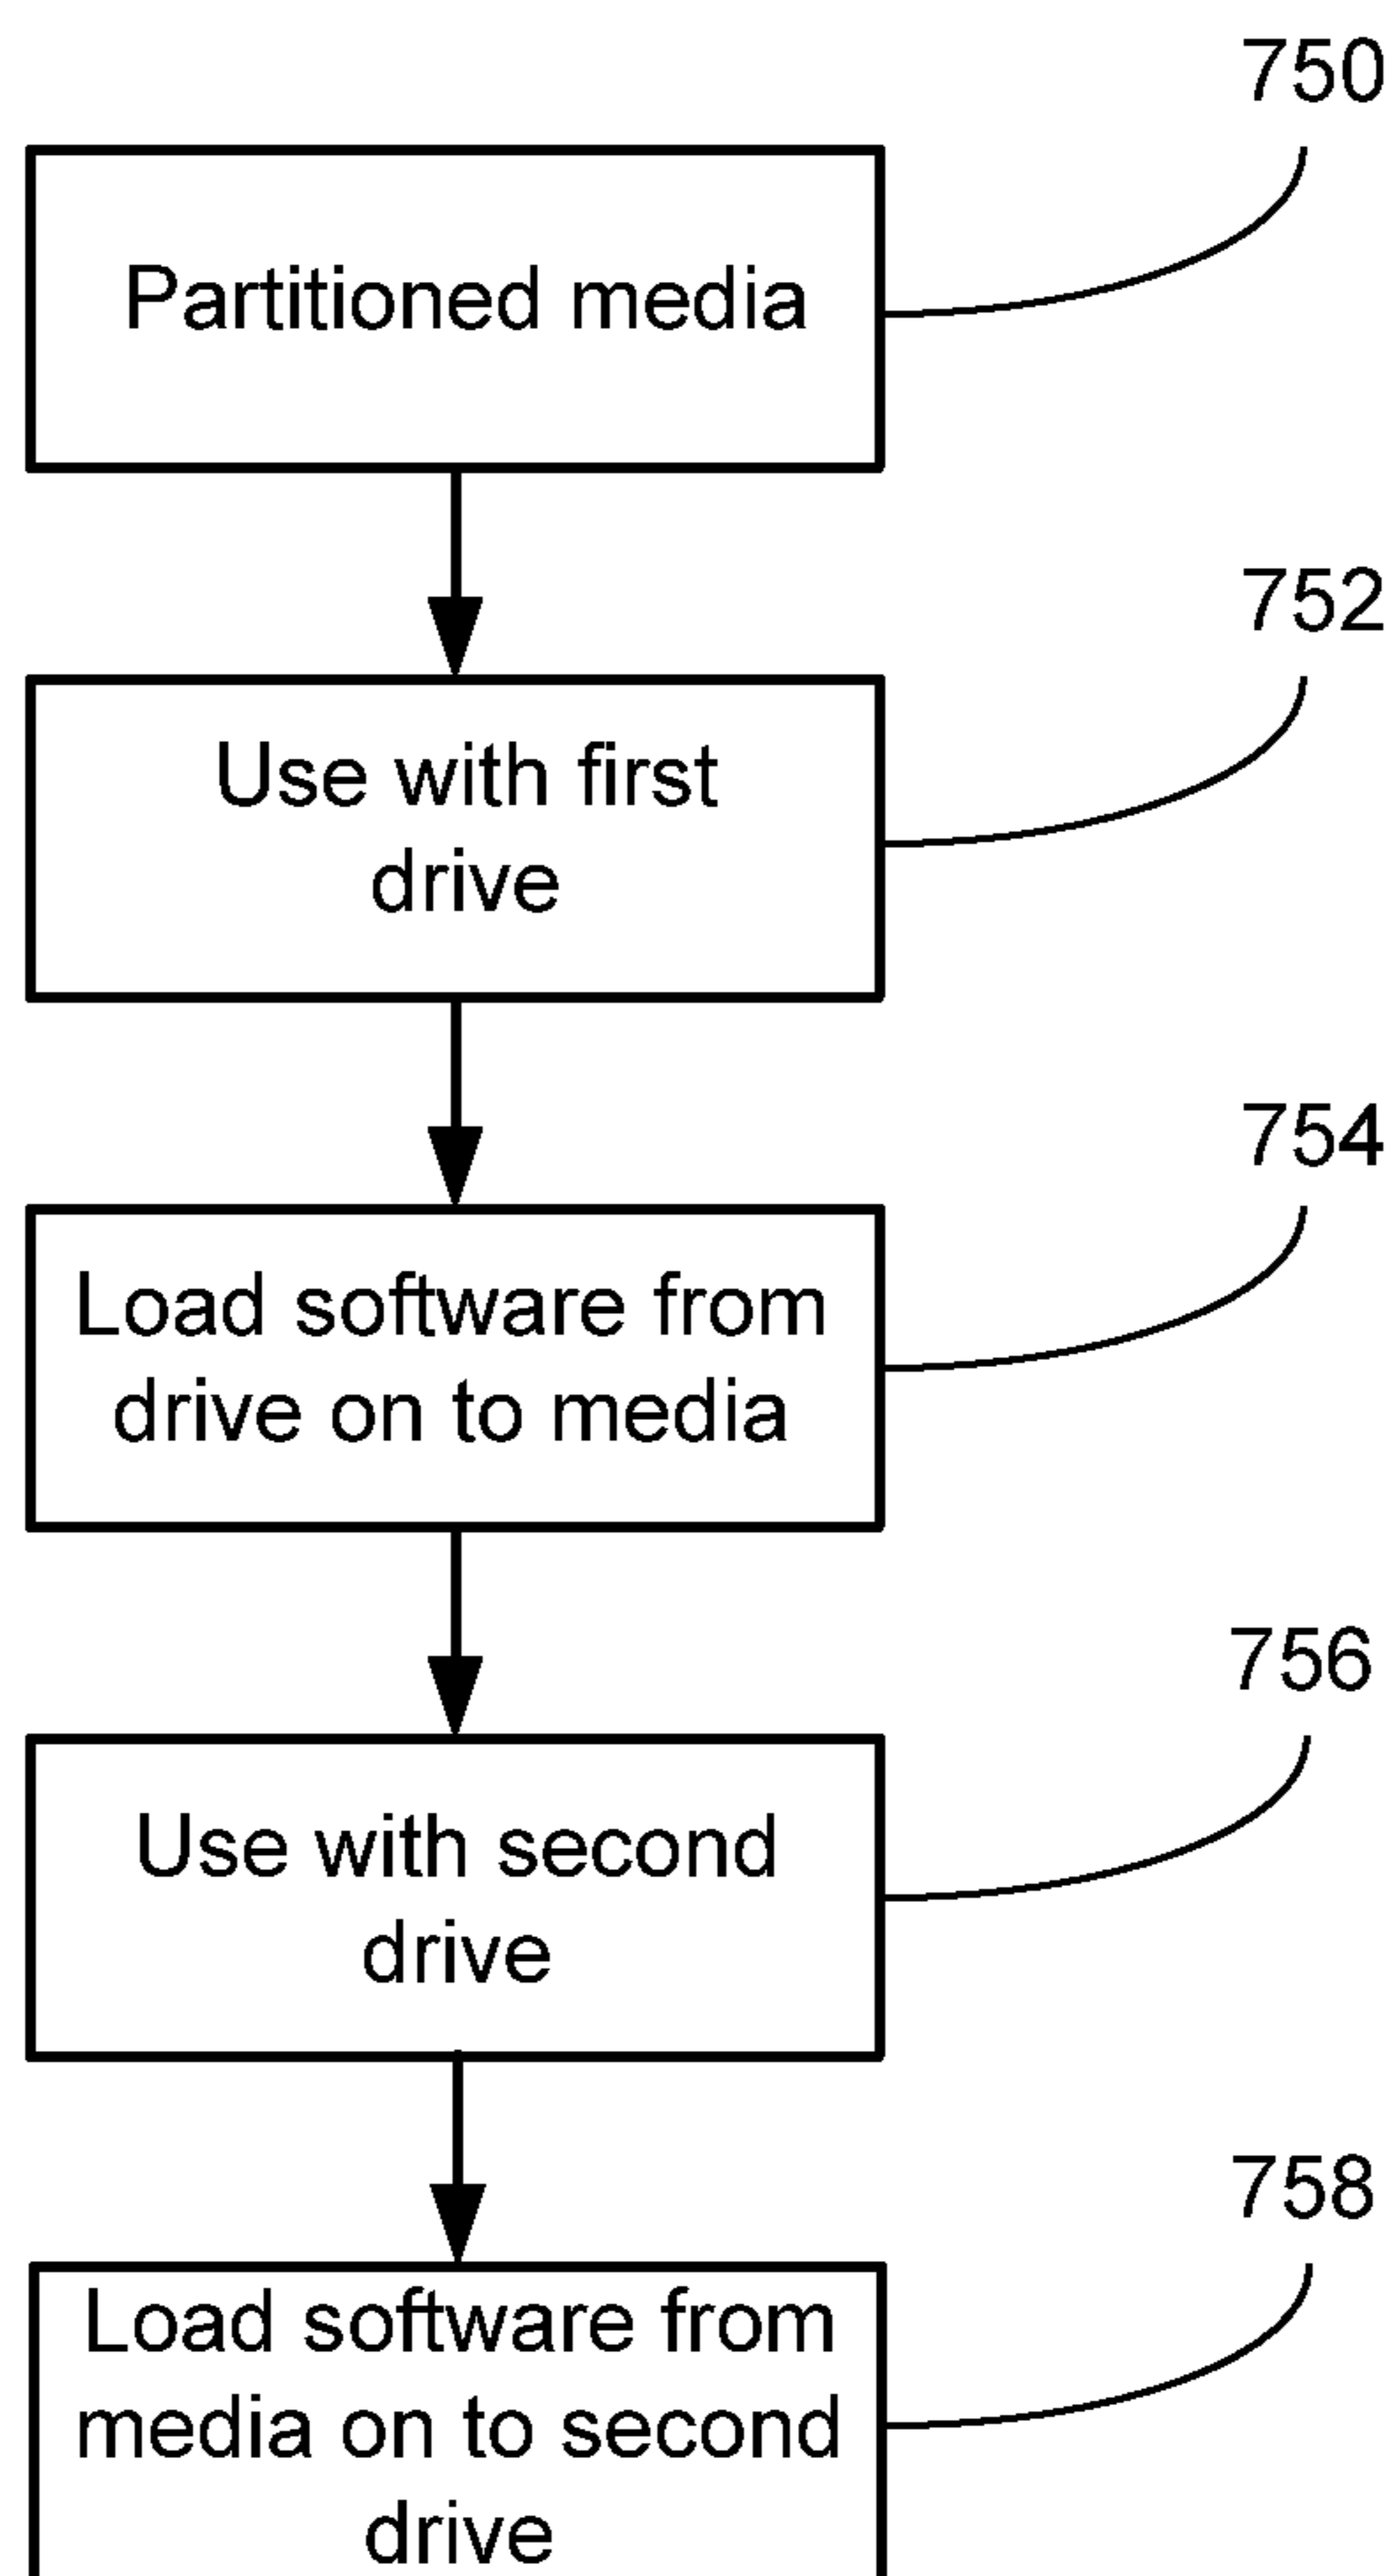 750
Partitioned media
752
Use with first
drive
754
Load software from
drive on to media
756
Use with second
drive
758
Load software from
media on to second
drive